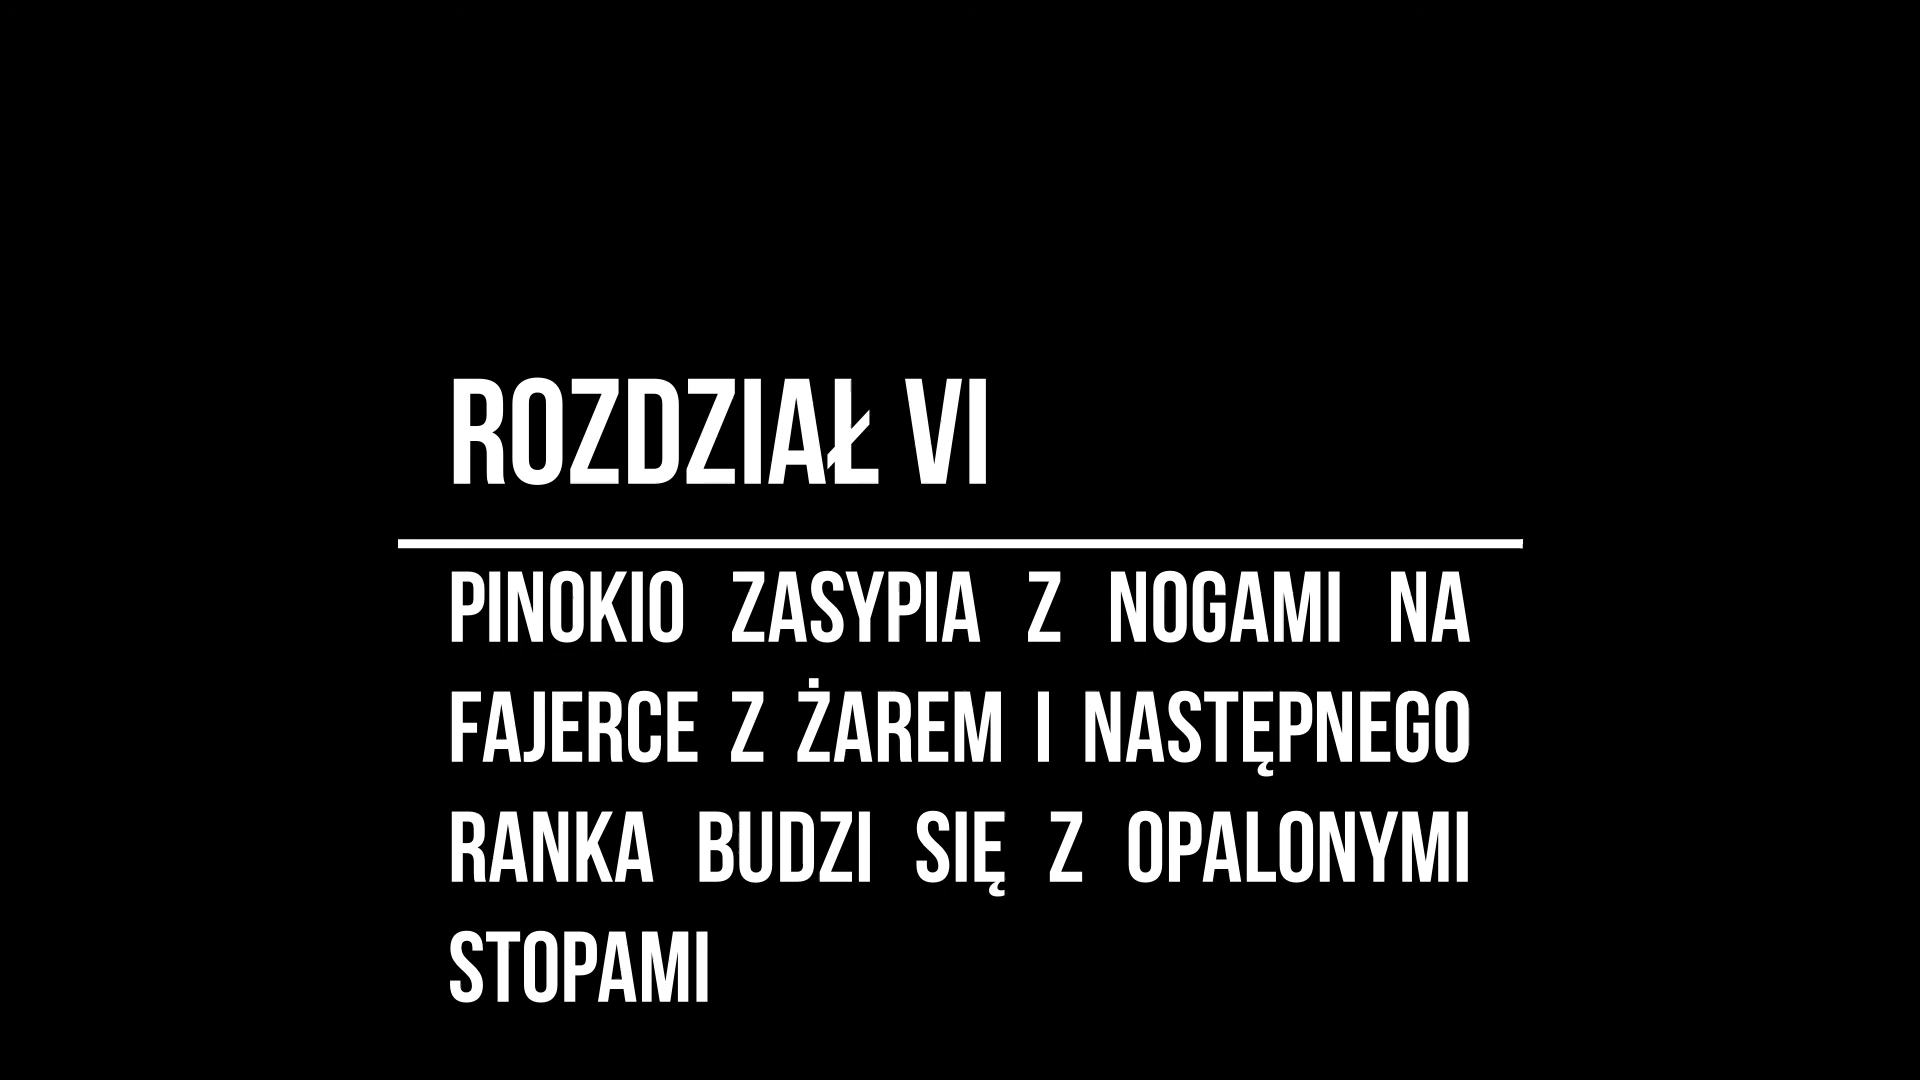 ROZDZIAŁ VI
PINOKIO ZASYPIA Z NOGAMI NA
FAJERCE Z ŻAREM I NASTĘPNEGO
RANKA BUDZI SIĘ Z OPALONYMI
STOPAMI